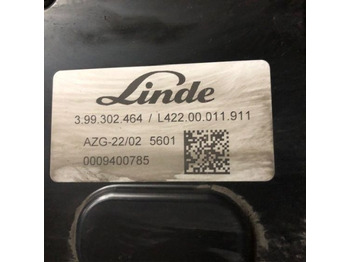 Linde
3.99.302.464 / L422.00.011.911
AZG-22/02 5601
0009400785